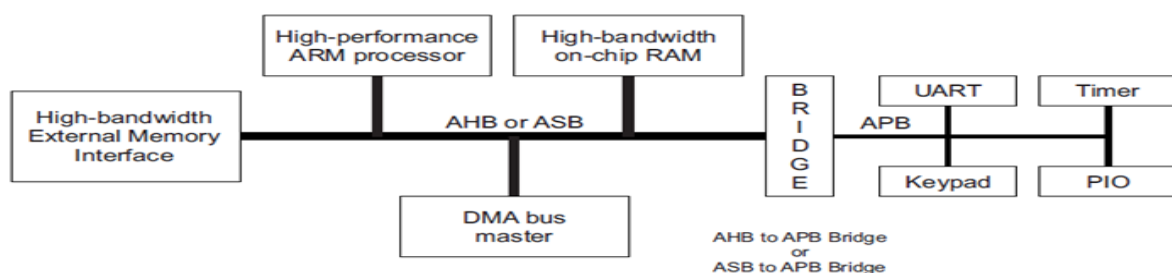 High-performance
ARM processor
High-bandwidth
on-chip RAM
High-bandwidth
External Memory
Interface
AHB or ASB
B
R
I
D
G
E
APB
UART
Timer
Keypad
PIO
DMA bus
master
AHB to APB Bridge
or
ASB to APB Bridge